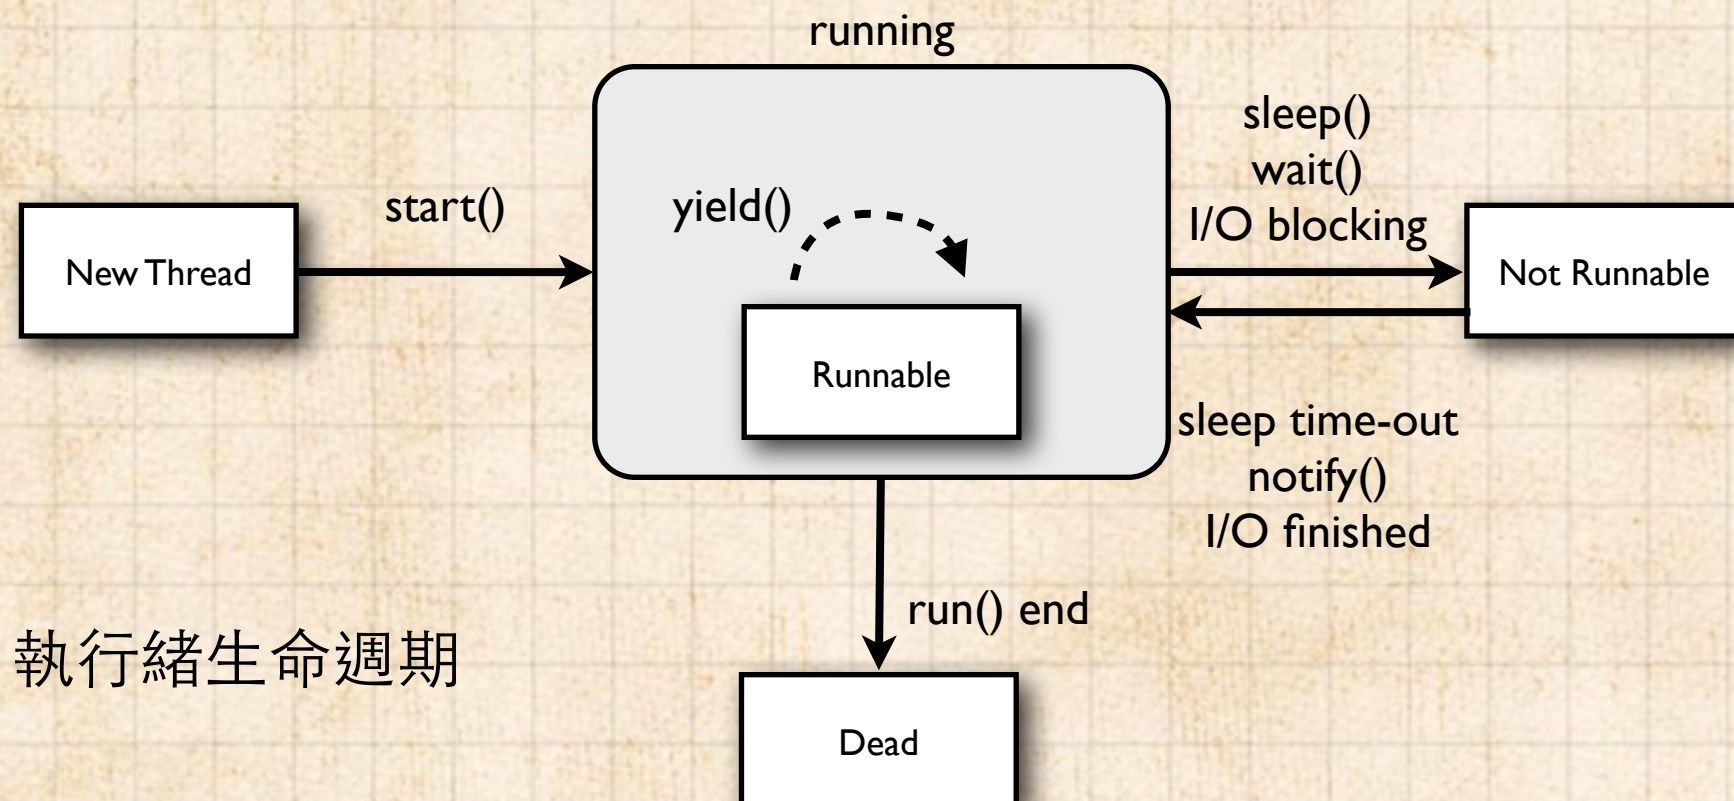 running
sleep()
wait()
I/O blocking
start()
yield()
New Thread
Not Runnable
Runnable
sleep time-out
notify()
I/O finished
run() end
執行緒生命週期
Dead